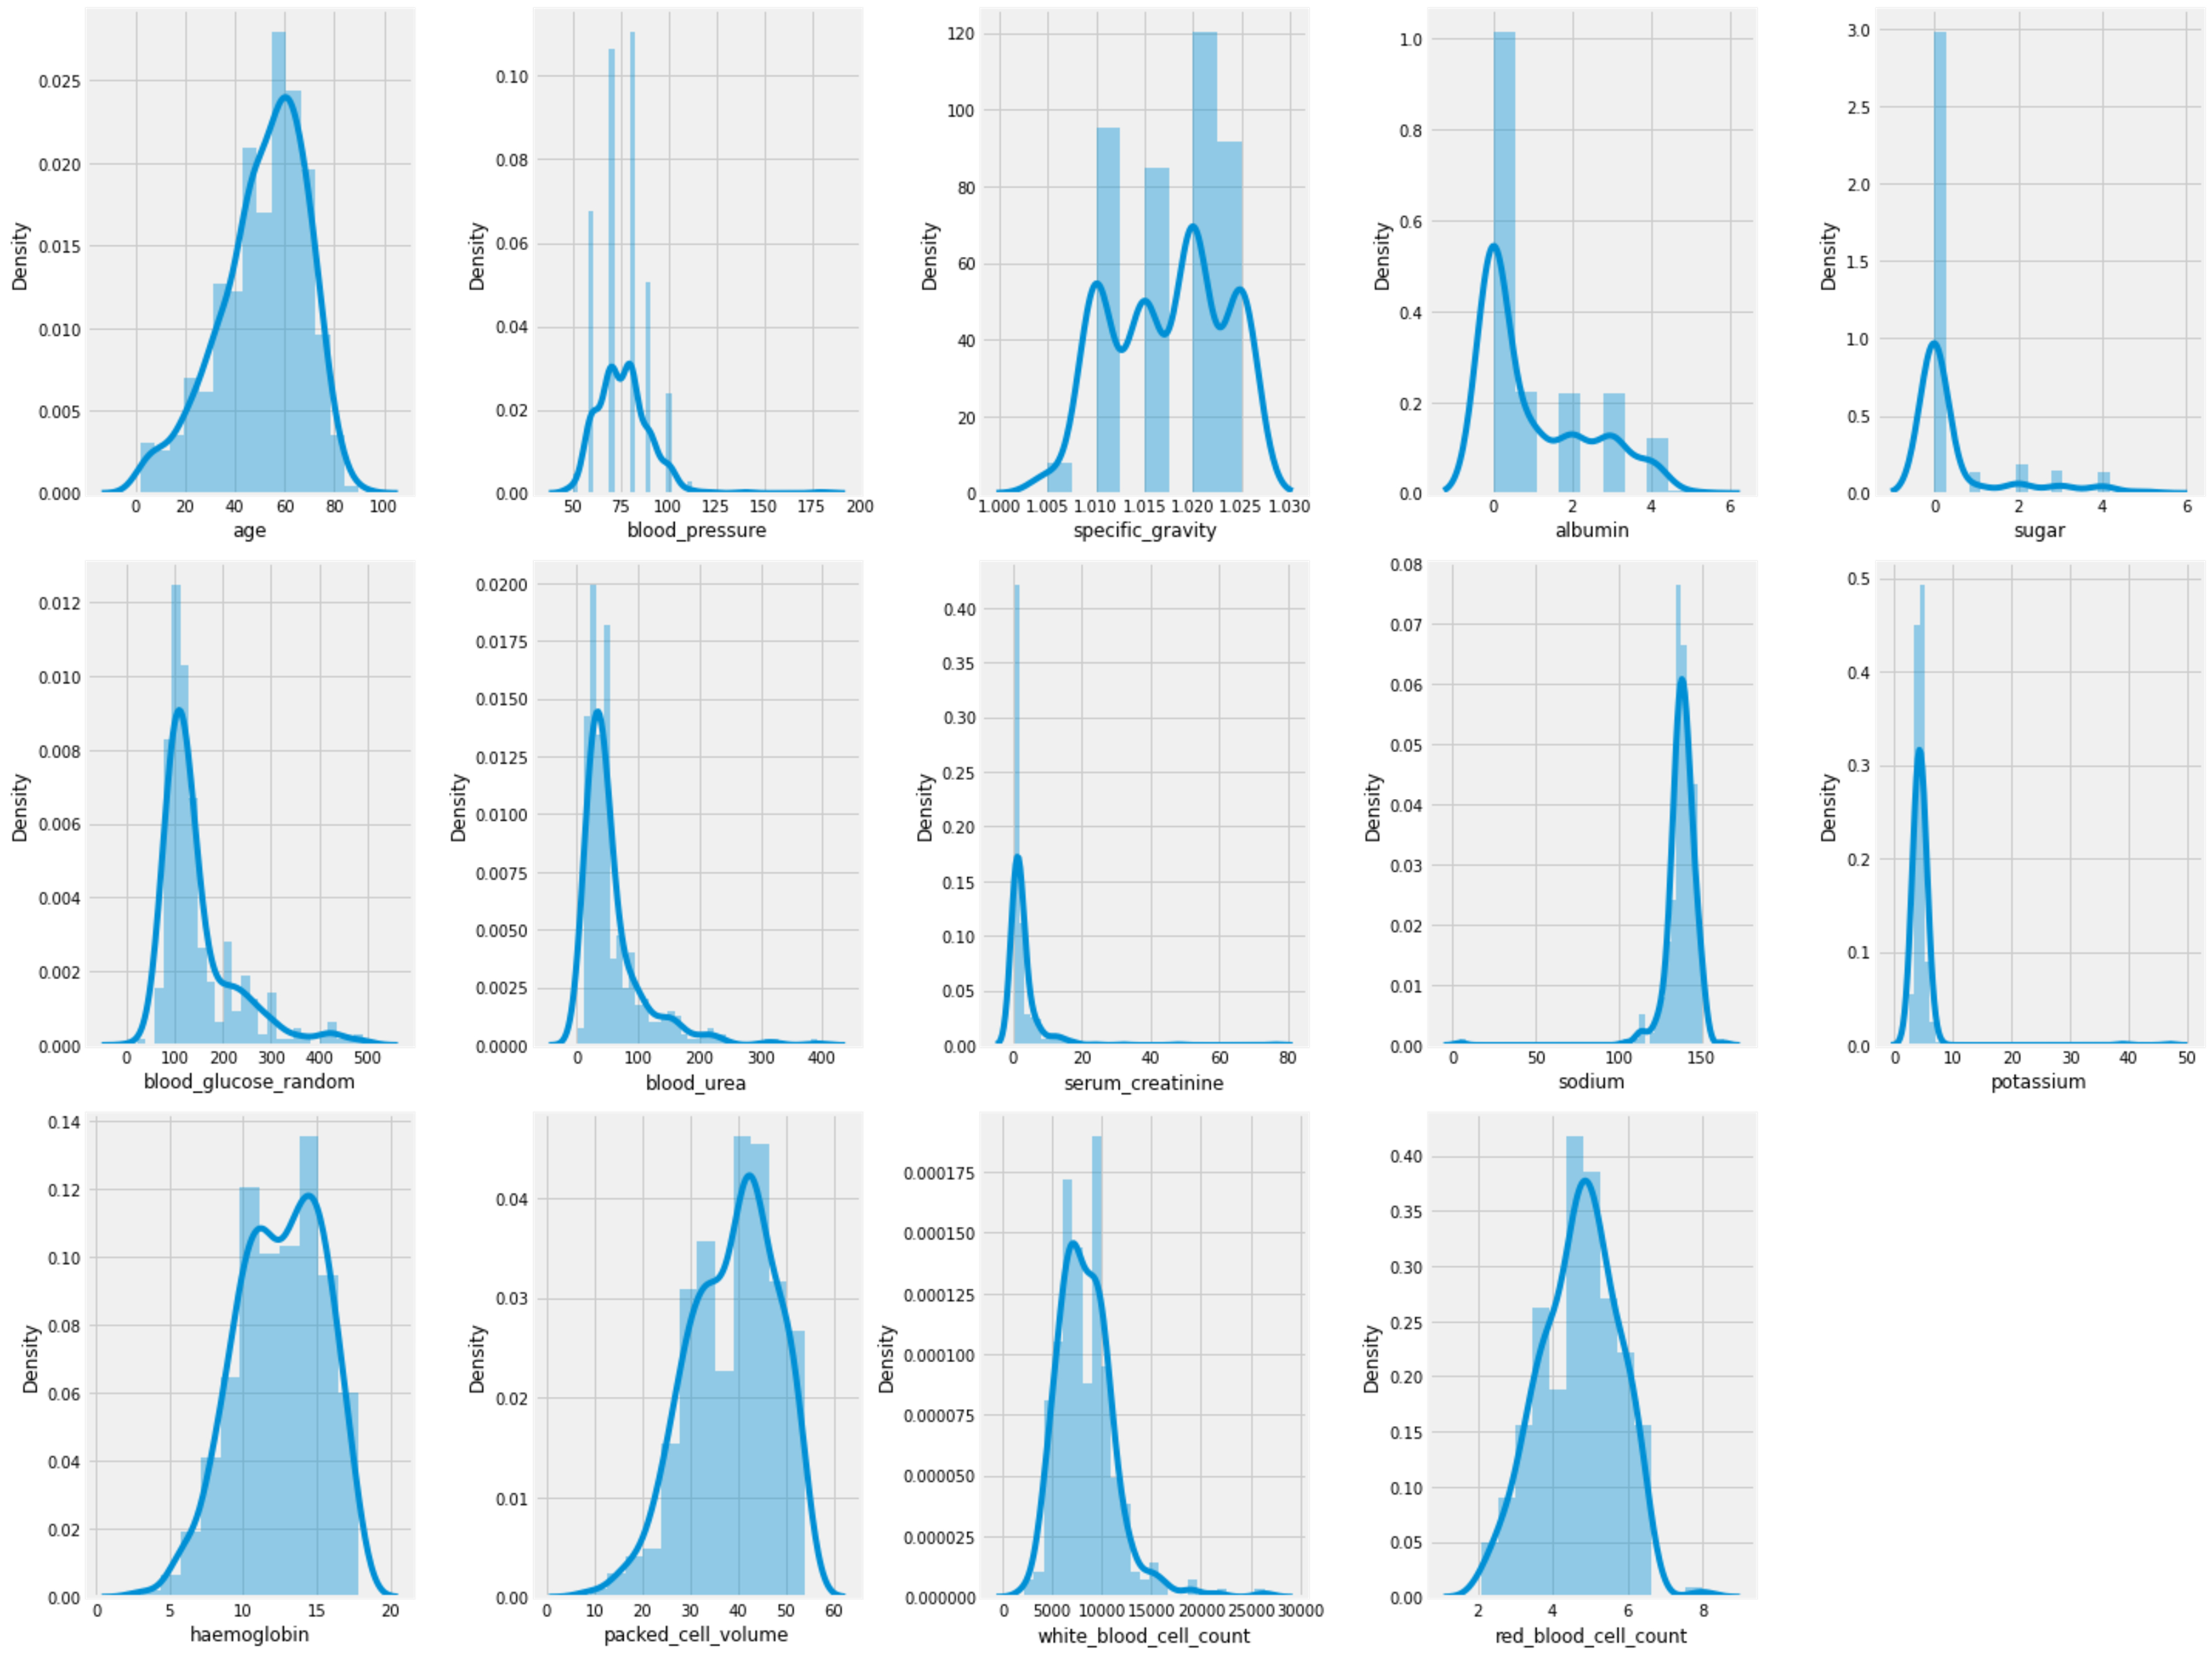 0.025
0.020
0.015
0.010
0.005
0.000
Density
0 20 40 60 80 100
age
0.10
0.08
0.06
0.04
0.02
0.00
Density
50 75 100 125 150 175 200
blood_pressure
120
100
80
60
40
20
0
Density
1.000 1.005 1.010 1.015 1.020 1.025 1.030
specific_gravity
1.0
0.8
0.6
0.4
0.2
0.0
Density
0 2 4 6
albumin
3.0
2.5
2.0
1.5
1.0
0.5
0.0
Density
0 2 4 6
sugar
0.012
0.010
0.008
0.006
0.004
0.002
0.000
Density
0 100 200 300 400 500
blood_glucose_random
0.0200
0.0175
0.0150
0.0125
0.0100
0.0075
0.0050
0.0025
0.0000
Density
0 100 200 300 400
blood_urea
0.40
0.35
0.30
0.25
0.20
0.15
0.10
0.05
0.00
Density
0 20 40 60 80
serum_creatinine
0.08
0.07
0.06
0.05
0.04
0.03
0.02
0.01
0.00
Density
0 50 100 150
sodium
0.5
0.4
0.3
0.2
0.1
0.0
Density
0 10 20 30 40 50
potassium
0.14
0.12
0.10
0.08
0.06
0.04
0.02
0.00
Density
0 5 10 15 20
haemoglobin
0.04
0.03
0.02
0.01
0.00
Density
0 10 20 30 40 50 60
packed_cell_volume
0.000175
0.000150
0.000125
0.000100
0.000075
0.000050
0.000025
0.000000
Density
0 5000 10000 15000 20000 25000 30000
white_blood_cell_count
0.40
0.35
0.30
0.25
0.20
0.15
0.10
0.05
0.00
Density
2 4 6 8
red_blood_cell_count